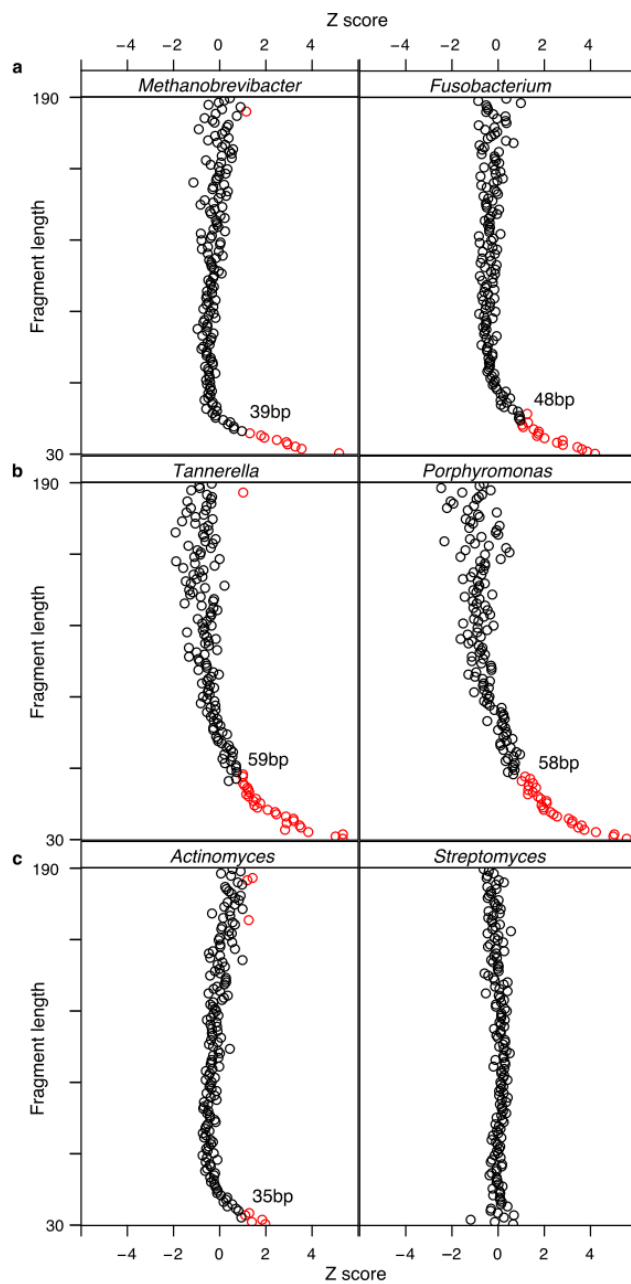 Z score
−4 −2 0 2 4 −4 −2 0 2 4
a
Methanobrevibacter Fusobacterium
190
Fragment length
39bp 48bp
30
b
Tannerella Porphyromonas
190
Fragment length
59bp 58bp
30
c
Actinomyces Streptomyces
190
Fragment length
35bp
30
−4 −2 0 2 4 −4 −2 0 2 4
Z score